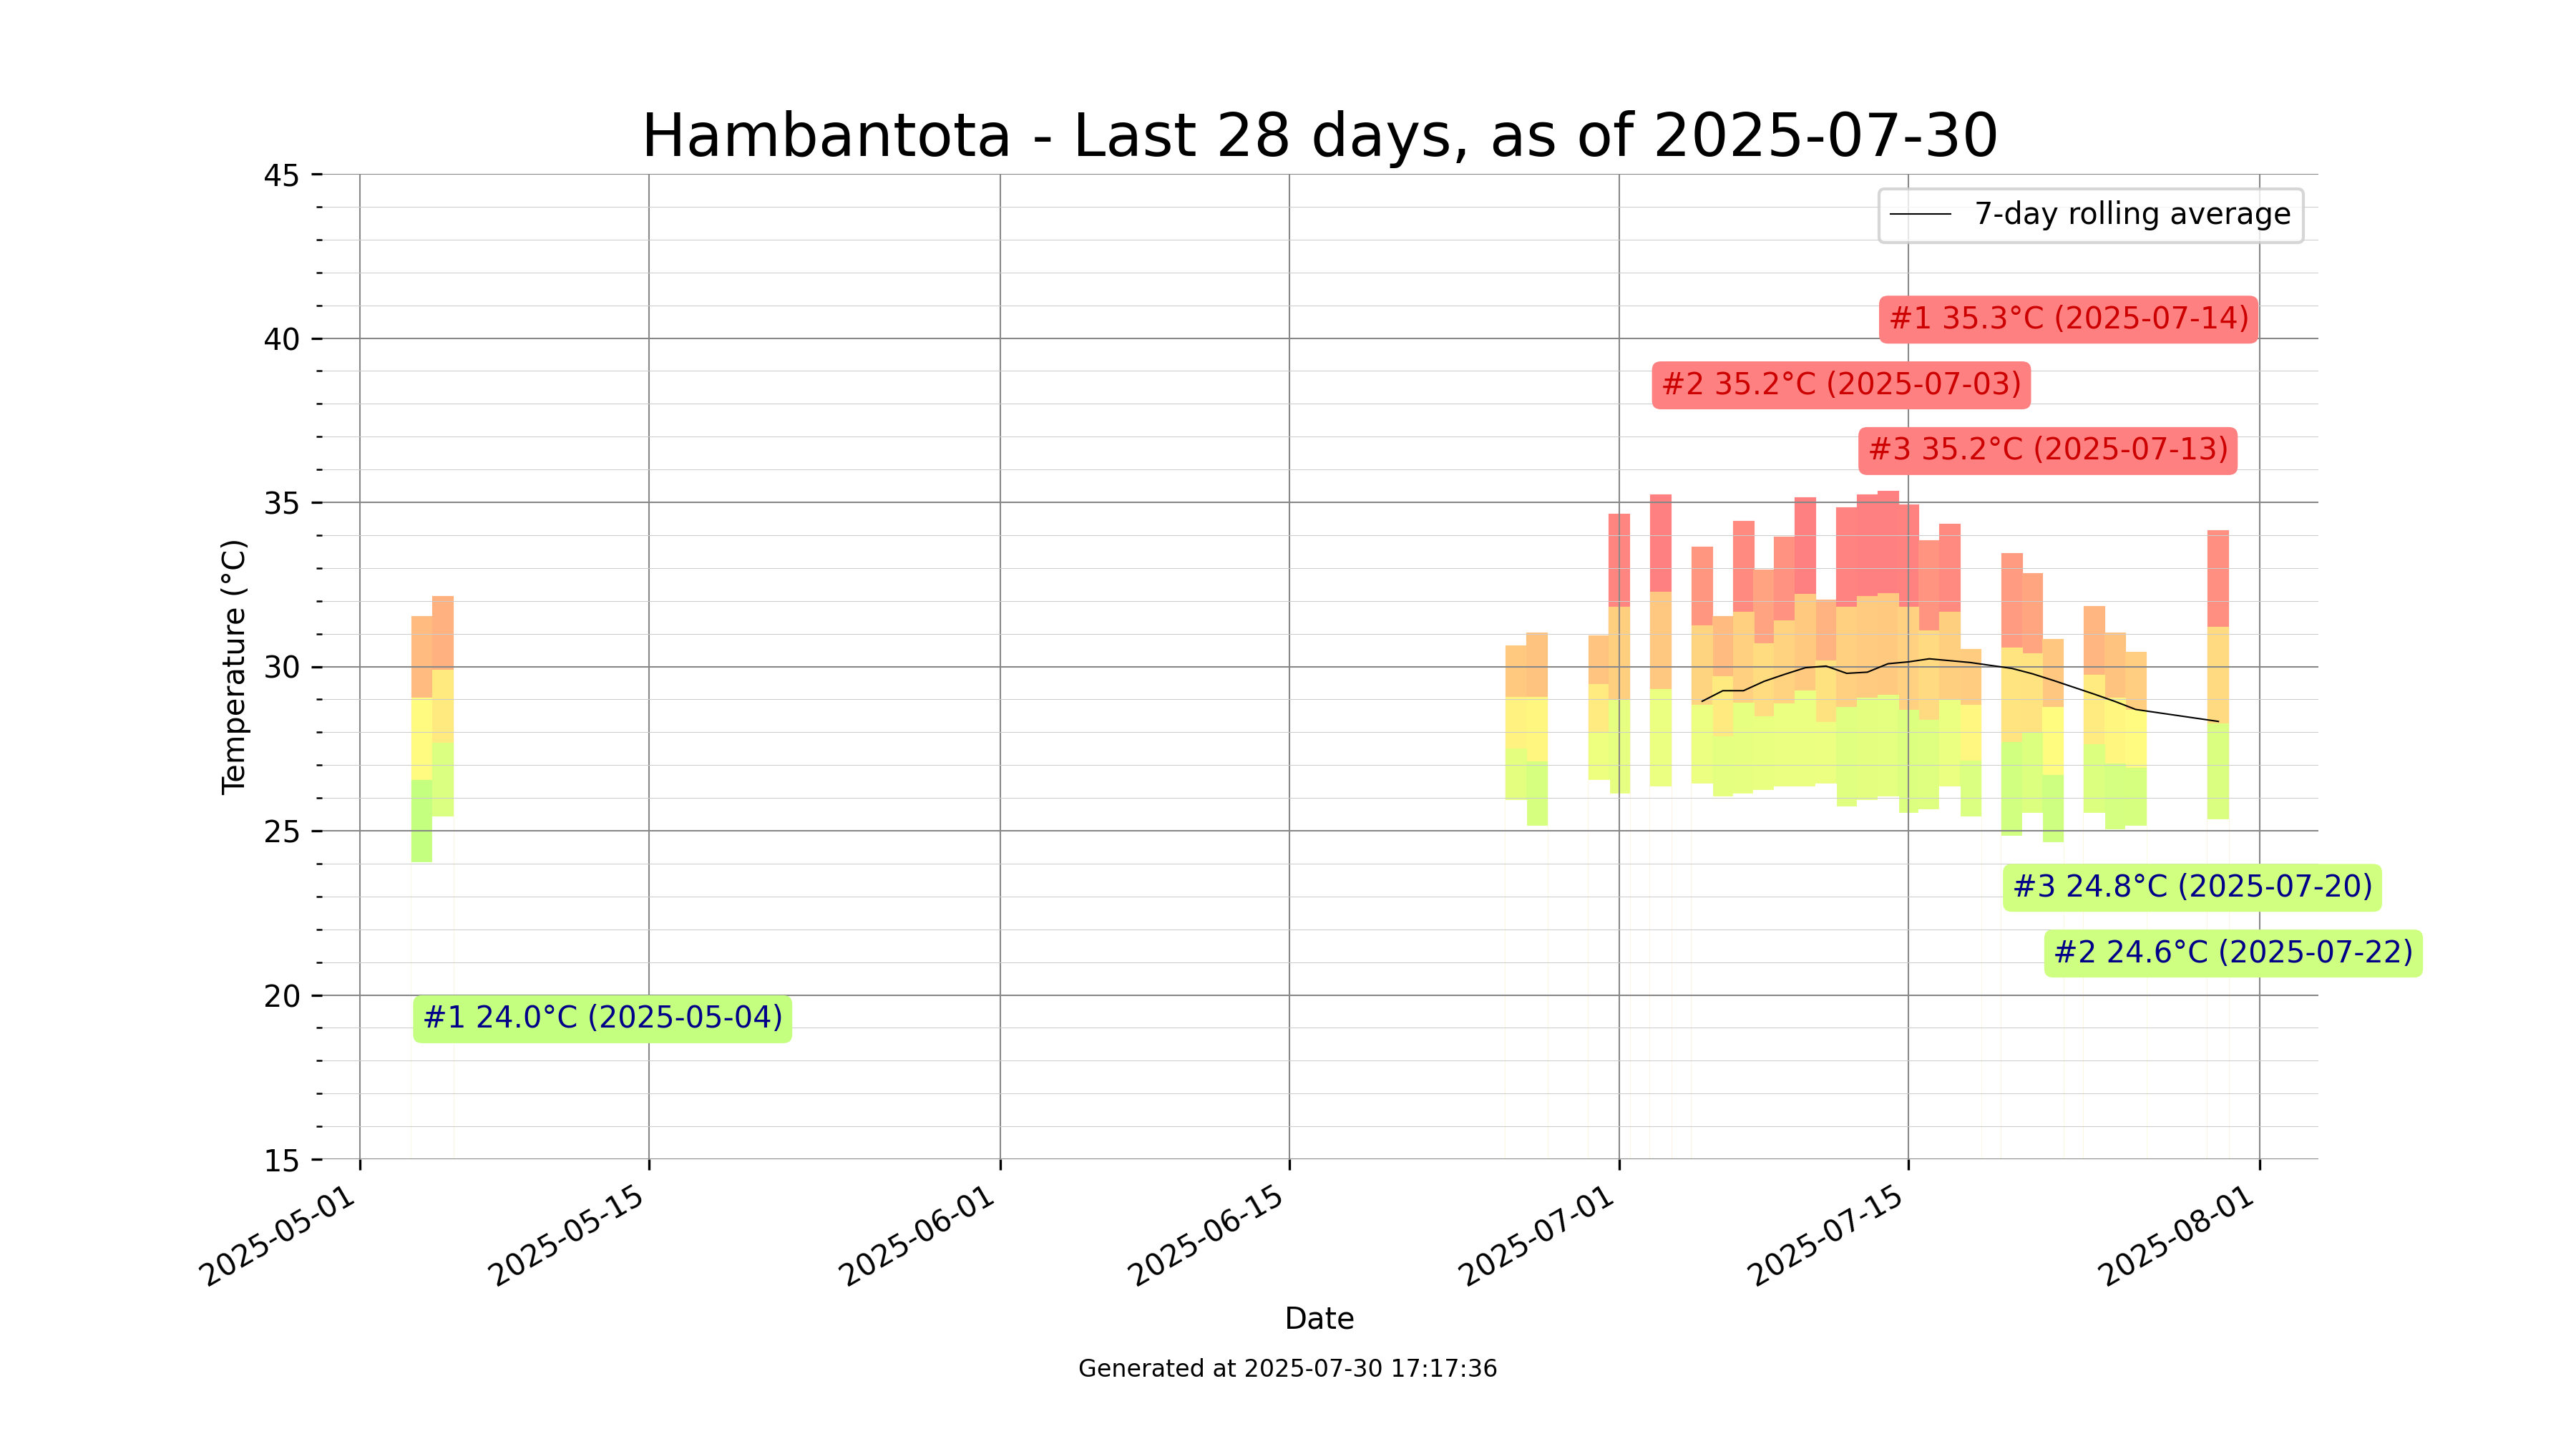 Hambantota - Last 28 days, as of 2025-07-30
45
40
35
30
25
20
15
Temperature (°C)
7-day rolling average
#1 35.3°C (2025-07-14)
#2 35.2°C (2025-07-03)
#3 35.2°C (2025-07-13)
#3 24.8°C (2025-07-20)
#2 24.6°C (2025-07-22)
#1 24.0°C (2025-05-04)
2025-05-01
2025-05-15
2025-06-01
2025-06-15
2025-07-01
2025-07-15
2025-08-01
Date
Generated at 2025-07-30 17:17:36